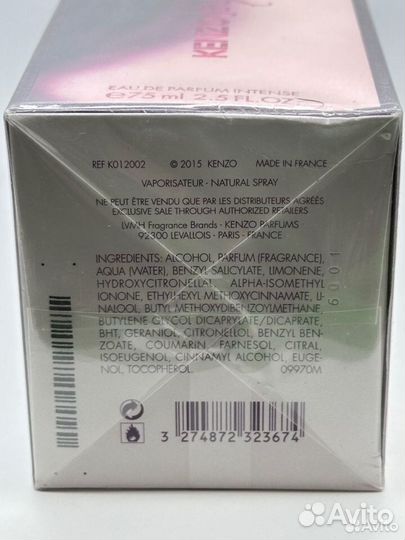 KENZO
EAU DE PARFUM INTENSE
e 75 ml 2.5 FL.OZ
REF K012002 © 2015 KENZO MADE IN FRANCE
VAPORISATEUR - NATURAL SPRAY
NE PEUT ÊTRE VENDU QUE PAR LES DISTRIBUTEURS AGRÉÉS
EXCLUSIVE SALE THROUGH AUTHORIZED RETAILERS
LVMH Fragrance Brands - KENZO PARFUMS
92300 LEVALLOIS - PARIS - FRANCE
INGREDIENTS: ALCOHOL, PARFUM (FRAGRANCE),
AQUA (WATER), BENZYL SALICYLATE, LIMONENE,
HYDROXYCITRONELLAL, ALPHA-ISOMETHYL
IONONE, ETHYLHEXYL METHOXYCINNAMATE, LI-
NALOOL, BUTYL METHOXYDIBENZOYLMETHANE,
BUTYLENE GLYCOL DICAPRYLATE/DICAPRATE,
BHT, GERANIOL, CITRONELLOL, BENZYL BEN-
ZOATE, COUMARIN, FARNESOL, CITRAL,
ISOEUGENOL, CINNAMYL ALCOHOL, EUGE-
NOL, TOCOPHEROL. 09970M
3 274872 323674
Avito
Avito